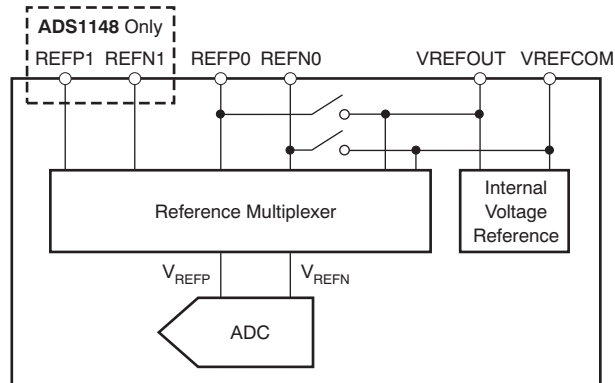 ADS1148 Only
REFP1 REFN1 REFP0 REFN0 VREFOUT VREFCOM
Reference Multiplexer
Internal
Voltage
Reference
VREFP VREFN
ADC